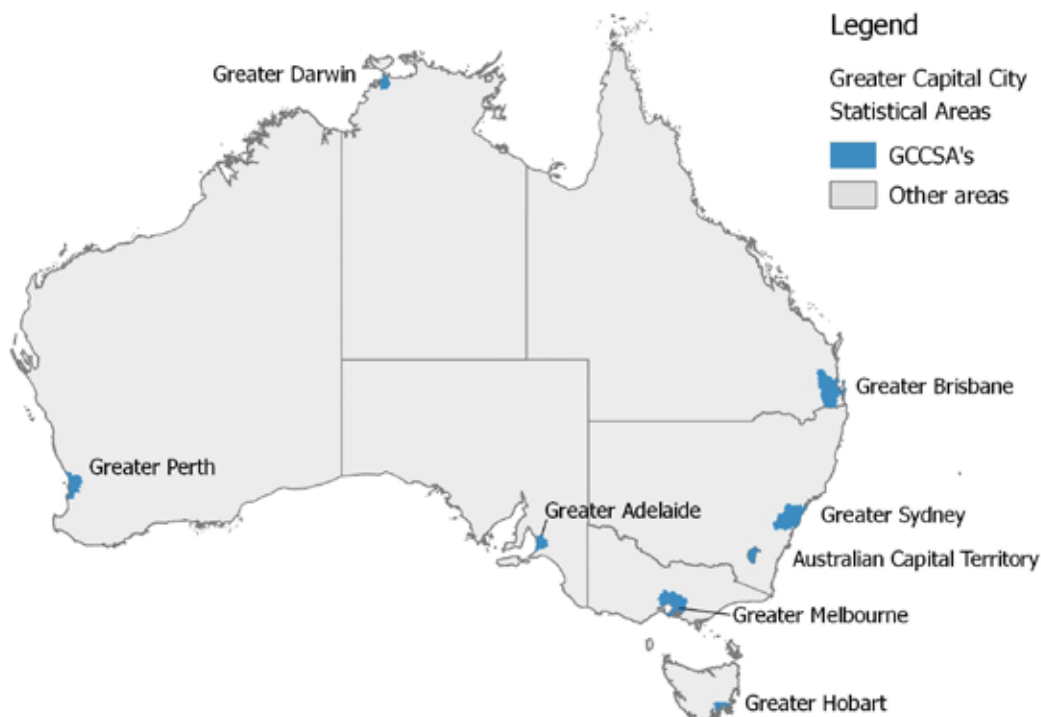 Legend
Greater Capital City
Statistical Areas
GCCSA's
Other areas
Greater Darwin
Greater Brisbane
Greater Perth
Greater Adelaide
Greater Sydney
Australian Capital Territory
Greater Melbourne
Greater Hobart